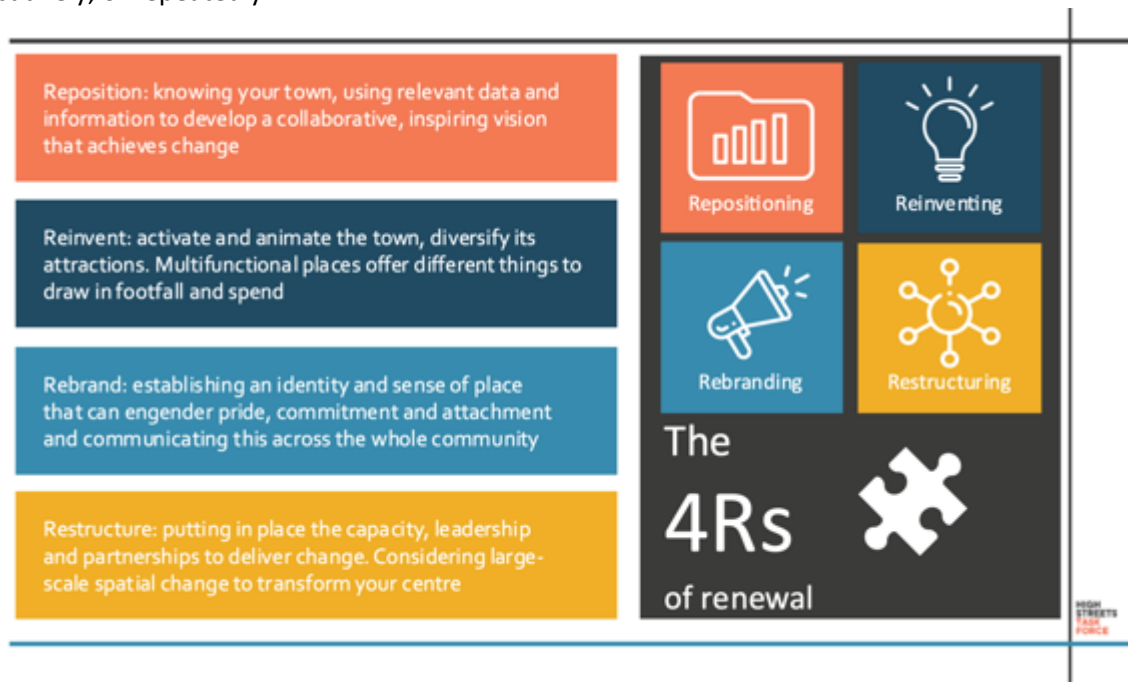 Reposition: knowing your town, using relevant data and
information to develop a collaborative, inspiring vision
that achieves change
Reinvent: activate and animate the town, diversify its
attractions. Multifunctional places offer different things to
draw in footfall and spend
Rebrand: establishing an identity and sense of place
that can engender pride, commitment and attachment
and communicating this across the whole community
Restructure: putting in place the capacity, leadership
and partnerships to deliver change. Considering large-
scale spatial change to transform your centre
Repositioning
Reinventing
Rebranding
Restructuring
The
4Rs
of renewal
HIGH
STREETS
TASK
FORCE